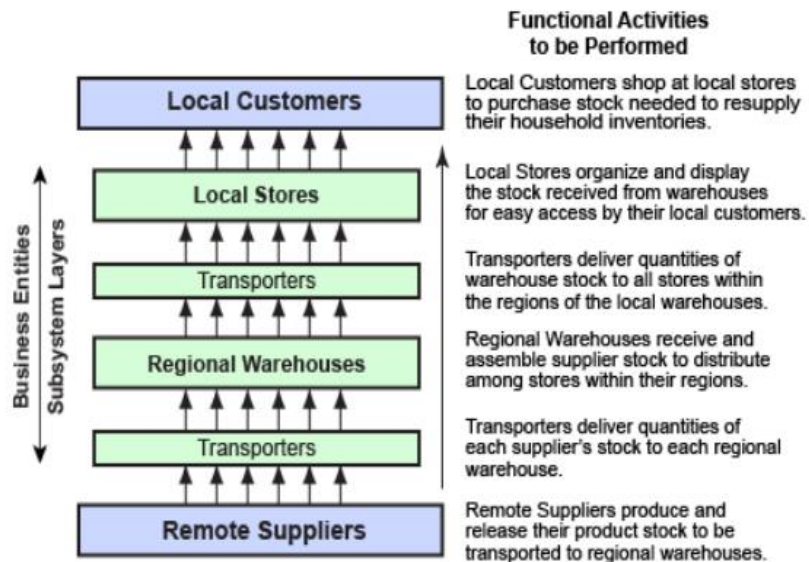 Functional Activities
to be Performed
Local Customers
Local Customers shop at local stores
to purchase stock needed to resupply
their household inventories.
Local Stores
Local Stores organize and display
the stock received from warehouses
for easy access by their local customers.
Transporters
Transporters deliver quantities of
warehouse stock to all stores within
the regions of the local warehouses.
Business Entities
Subsystem Layers
Regional Warehouses
Regional Warehouses receive and
assemble supplier stock to distribute
among stores within their regions.
Transporters
Transporters deliver quantities of
each supplier's stock to each regional
warehouse.
Remote Suppliers
Remote Suppliers produce and
release their product stock to be
transported to regional warehouses.